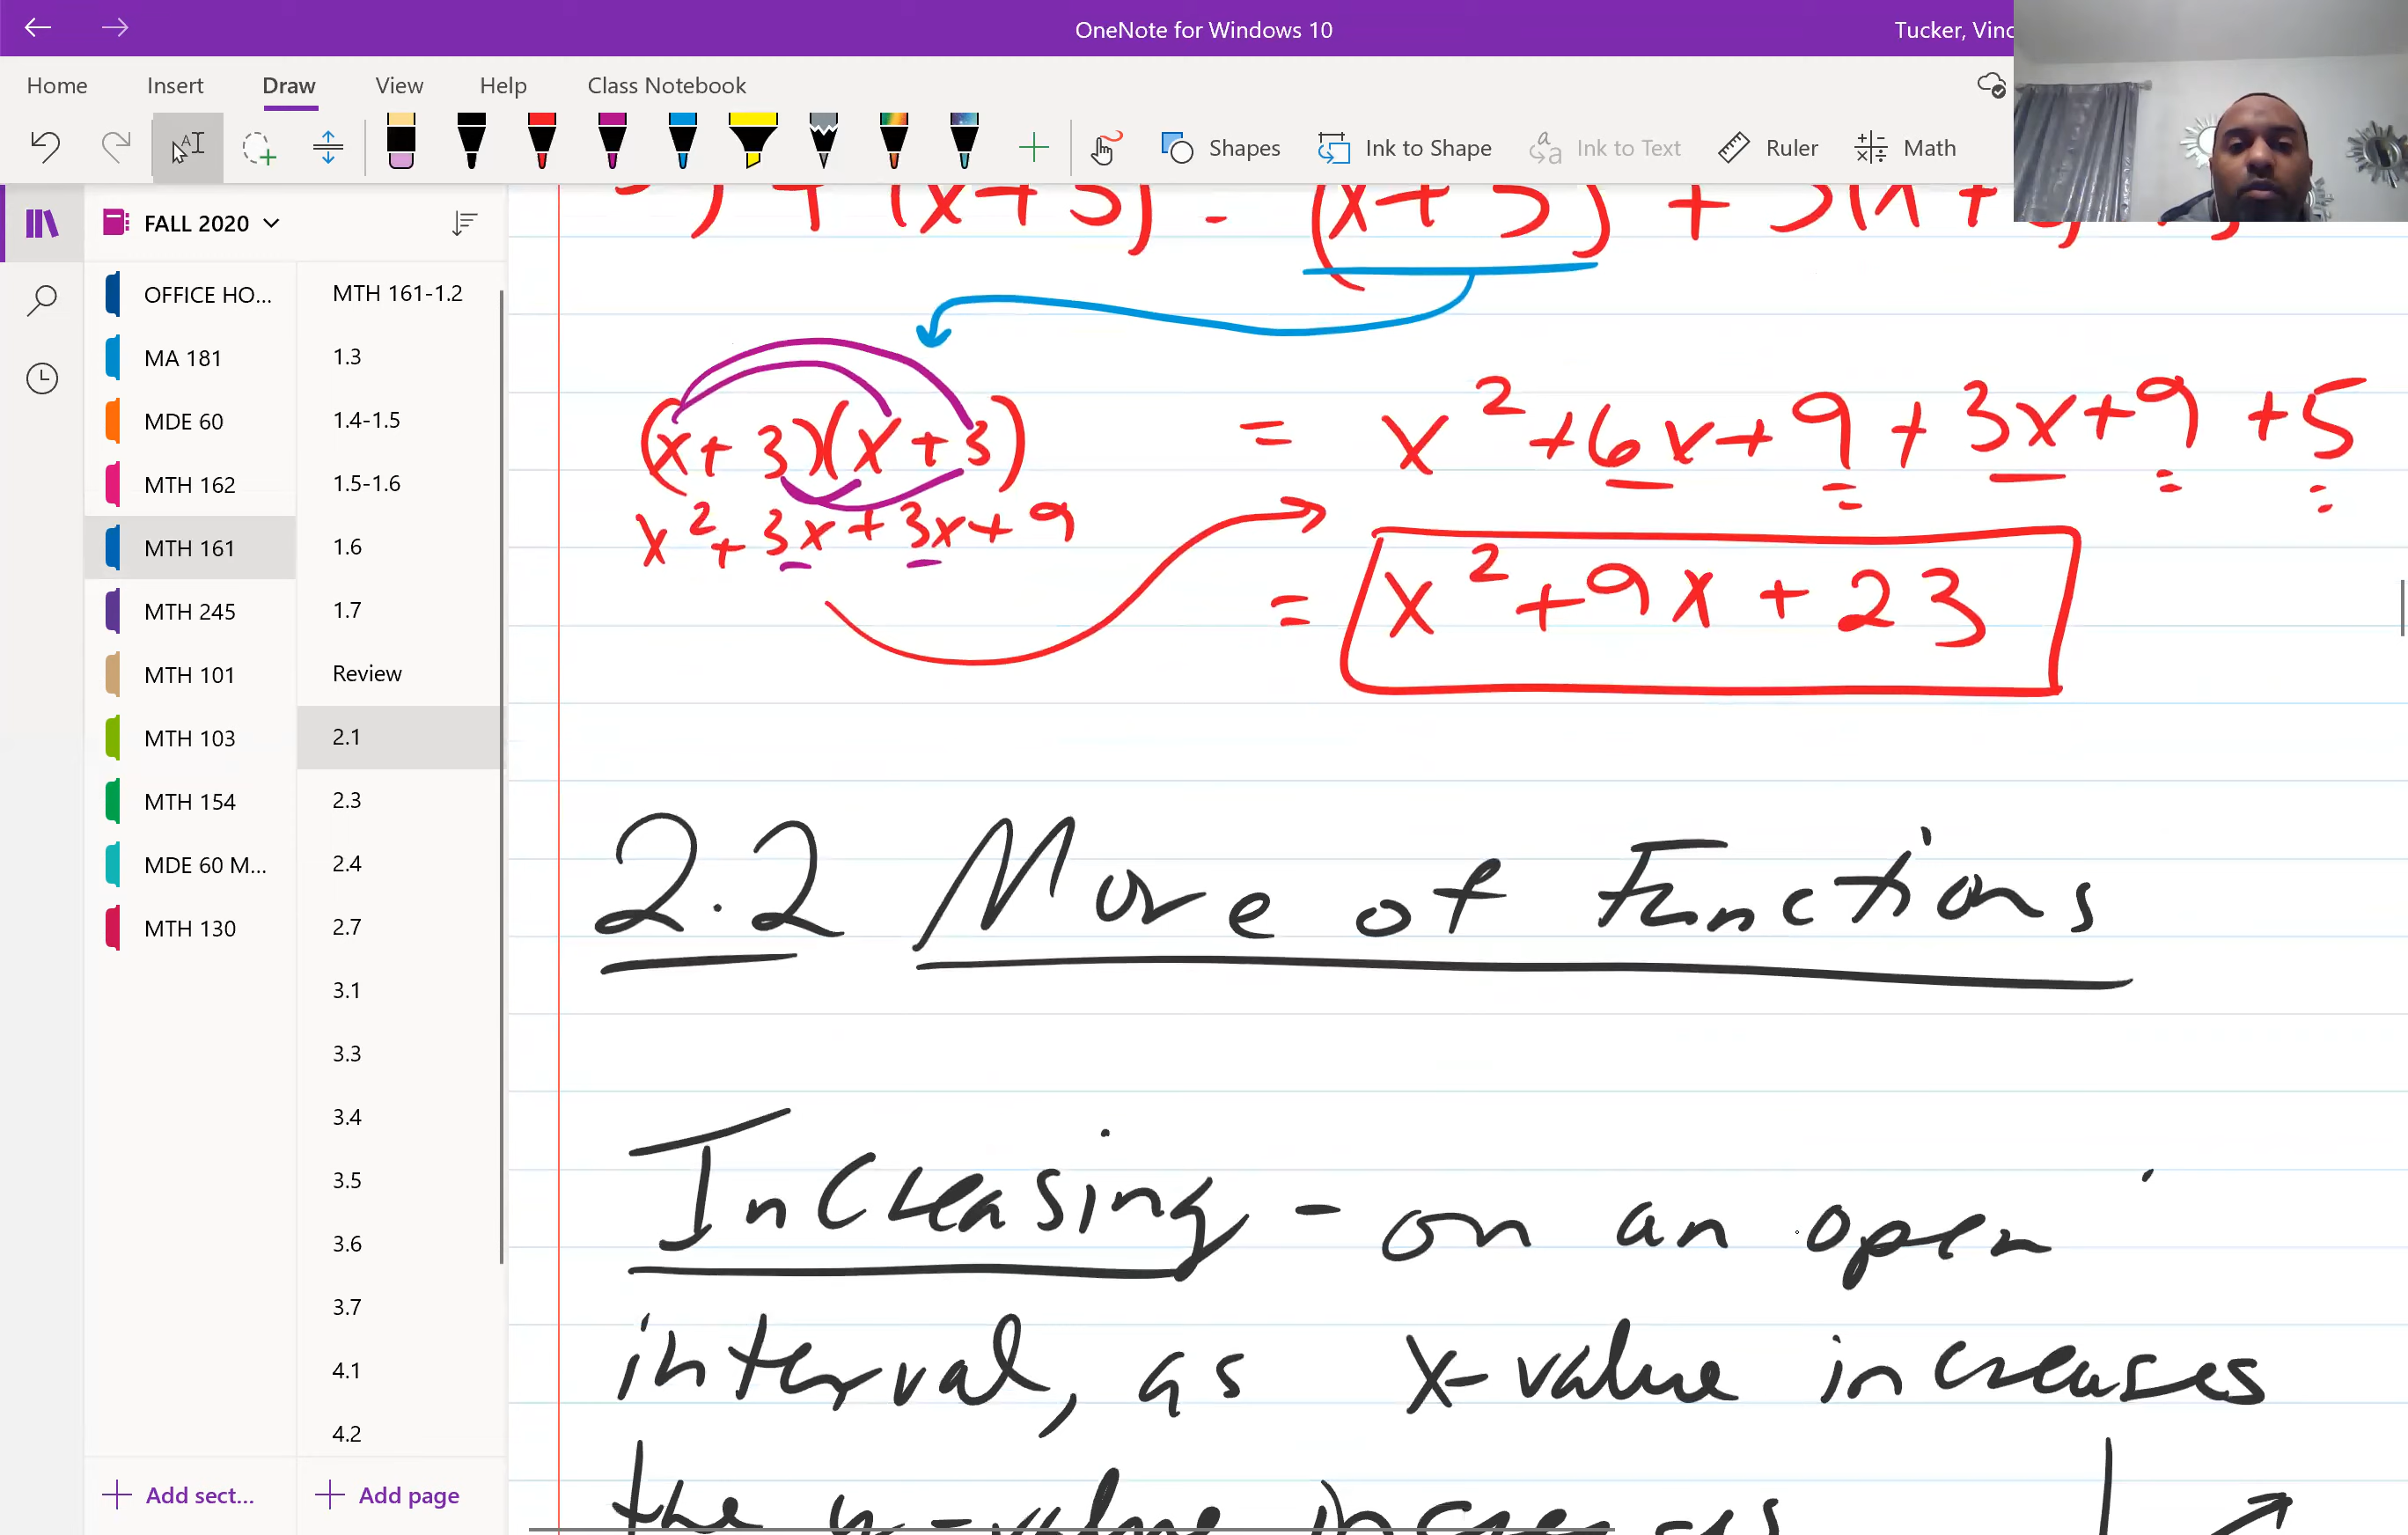 OneNote for Windows 10
Tucker, Vinc
Home Insert Draw View Help Class Notebook
Shapes Ink to Shape Ink to Text Ruler Math
FALL 2020
OFFICE HO...
MA 181
MDE 60
MTH 162
MTH 161
MTH 245
MTH 101
MTH 103
MTH 154
MDE 60 M...
MTH 130
Add sect...
MTH 161-1.2
1.3
1.4-1.5
1.5-1.6
1.6
1.7
Review
2.1
2.3
2.4
2.7
3.1
3.3
3.4
3.5
3.6
3.7
4.1
4.2
Add page
(x+3)(x+3)
x²+3x+3x+9
= x²+6x+9+3x+9+5
= x²+9x+23
2.2 More of Functions
Increasing - on an open
interval, as x-value increases
the y-value increases